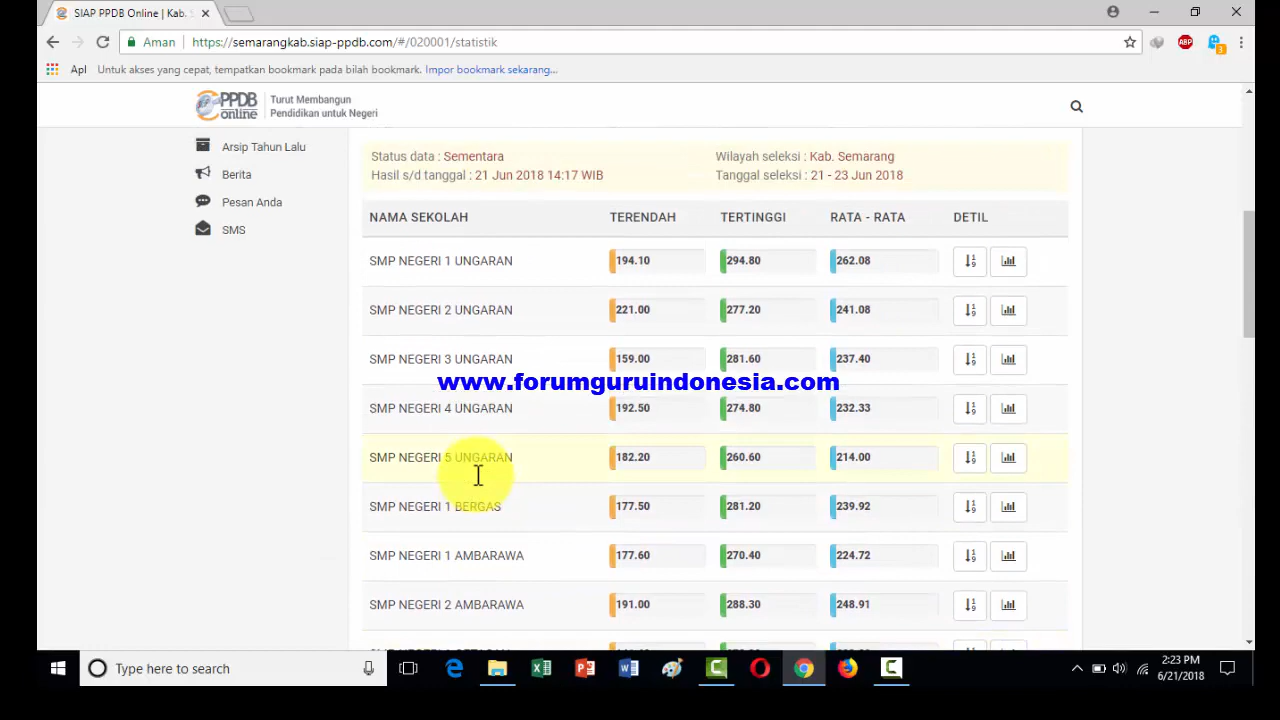 SIAP PPDB Online | Kab.
Aman
https://semarangkab.siap-ppdb.com/#/020001/statistik
ABP
3
Apl
Untuk akses yang cepat, tempatkan bookmark pada bilah bookmark. Impor bookmark sekarang...
PPDB online
Turut Membangun
Pendidikan untuk Negeri
Arsip Tahun Lalu
Berita
Pesan Anda
SMS
Status data : Sementara
Wilayah seleksi : Kab. Semarang
Hasil s/d tanggal : 21 Jun 2018 14:17 WIB
Tanggal seleksi : 21 - 23 Jun 2018
NAMA SEKOLAH TERENDAH TERTINGGI RATA - RATA DETIL
SMP NEGERI 1 UNGARAN 194.10 294.80 262.08
SMP NEGERI 2 UNGARAN 221.00 277.20 241.08
SMP NEGERI 3 UNGARAN 159.00 281.60 237.40
www.forumguruindonesia.com
SMP NEGERI 4 UNGARAN 192.50 274.80 232.33
SMP NEGERI 5 UNGARAN 182.20 260.60 214.00
SMP NEGERI 1 BERGAS 177.50 281.20 239.92
SMP NEGERI 1 AMBARAWA 177.60 270.40 224.72
SMP NEGERI 2 AMBARAWA 191.00 288.30 248.91
Type here to search
2:23 PM
6/21/2018